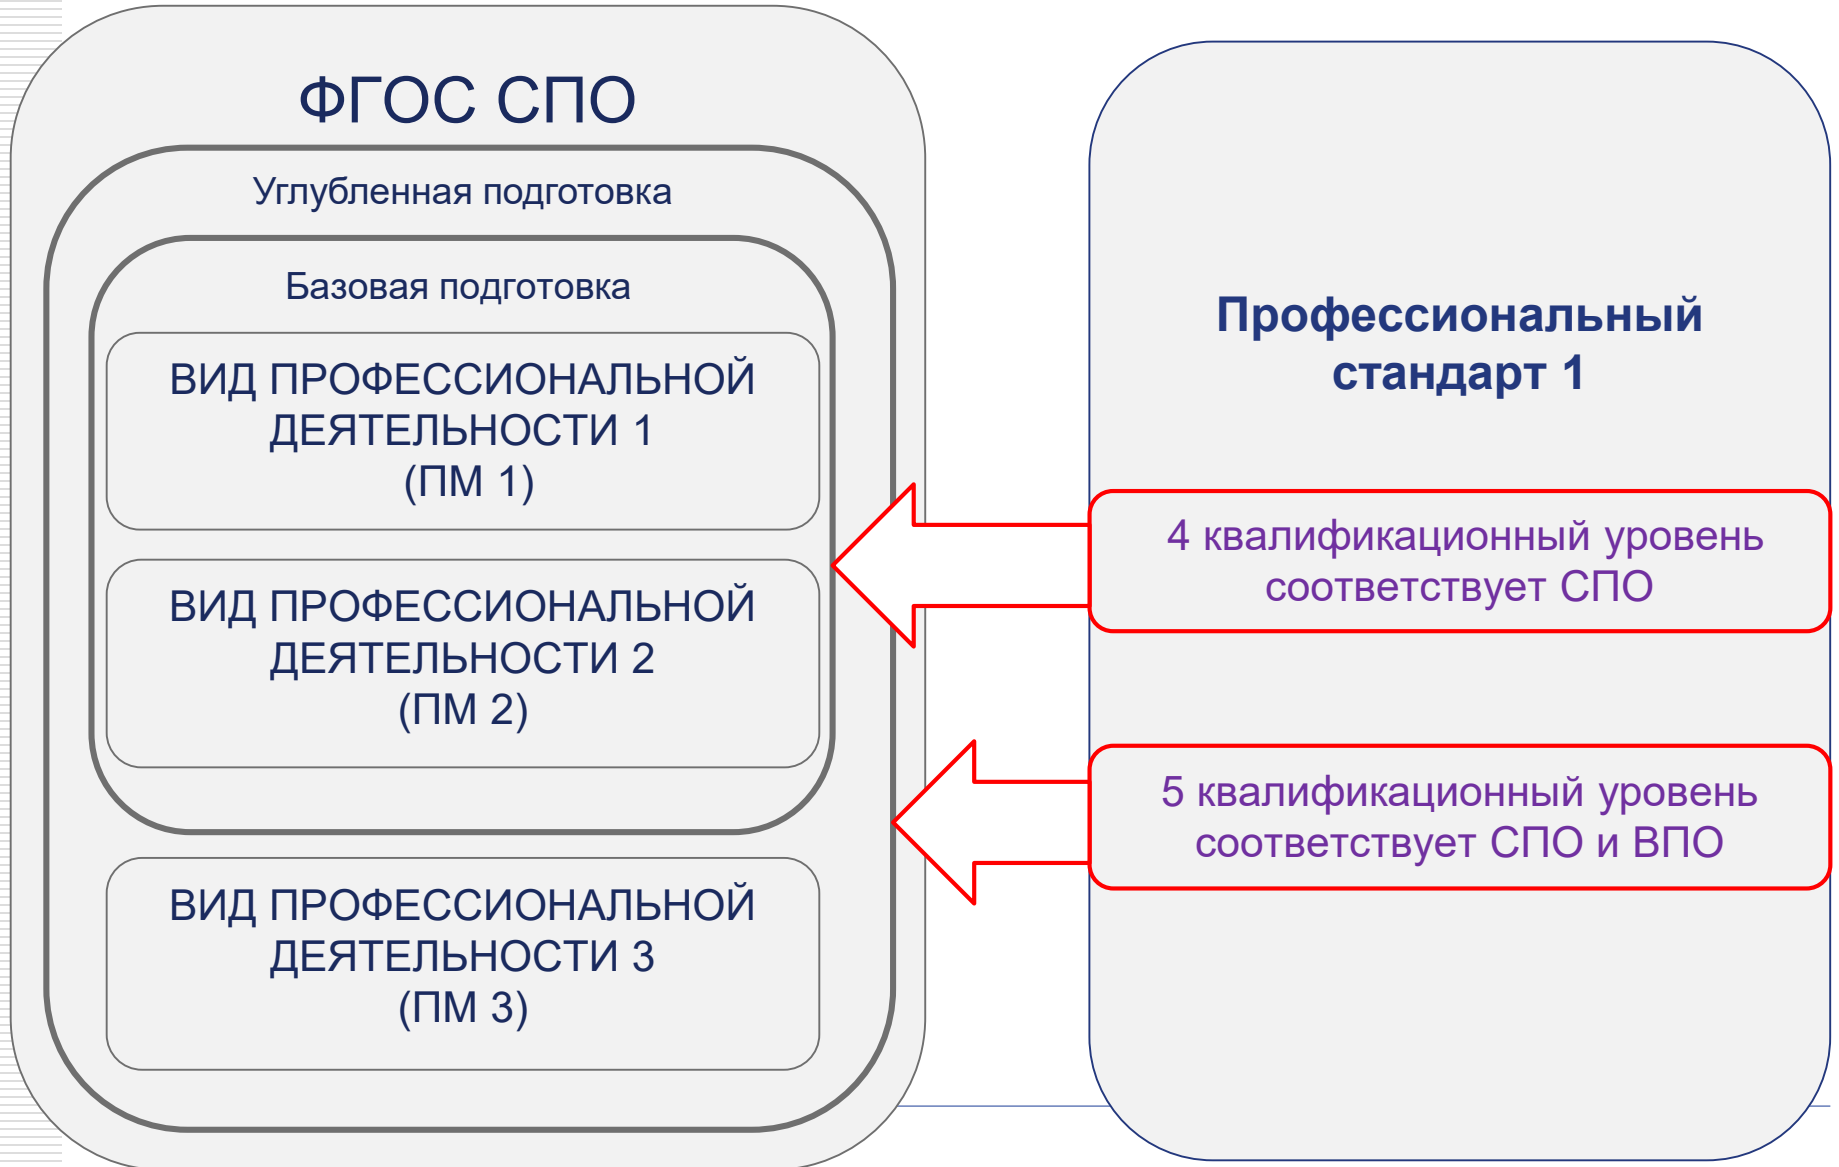 ФГОС СПО
Углубленная подготовка
Базовая подготовка
ВИД ПРОФЕССИОНАЛЬНОЙ
ДЕЯТЕЛЬНОСТИ 1
(ПМ 1)
ВИД ПРОФЕССИОНАЛЬНОЙ
ДЕЯТЕЛЬНОСТИ 2
(ПМ 2)
ВИД ПРОФЕССИОНАЛЬНОЙ
ДЕЯТЕЛЬНОСТИ 3
(ПМ 3)
Профессиональный
стандарт 1
4 квалификационный уровень
соответствует СПО
5 квалификационный уровень
соответствует СПО и ВПО